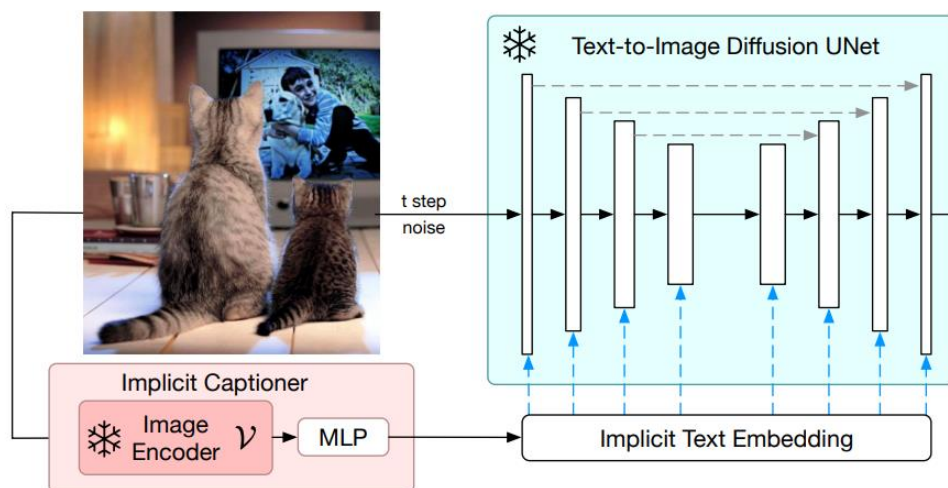 Text-to-Image Diffusion UNet
t step
noise
Implicit Captioner
Image
Encoder 𝒱
MLP
Implicit Text Embedding